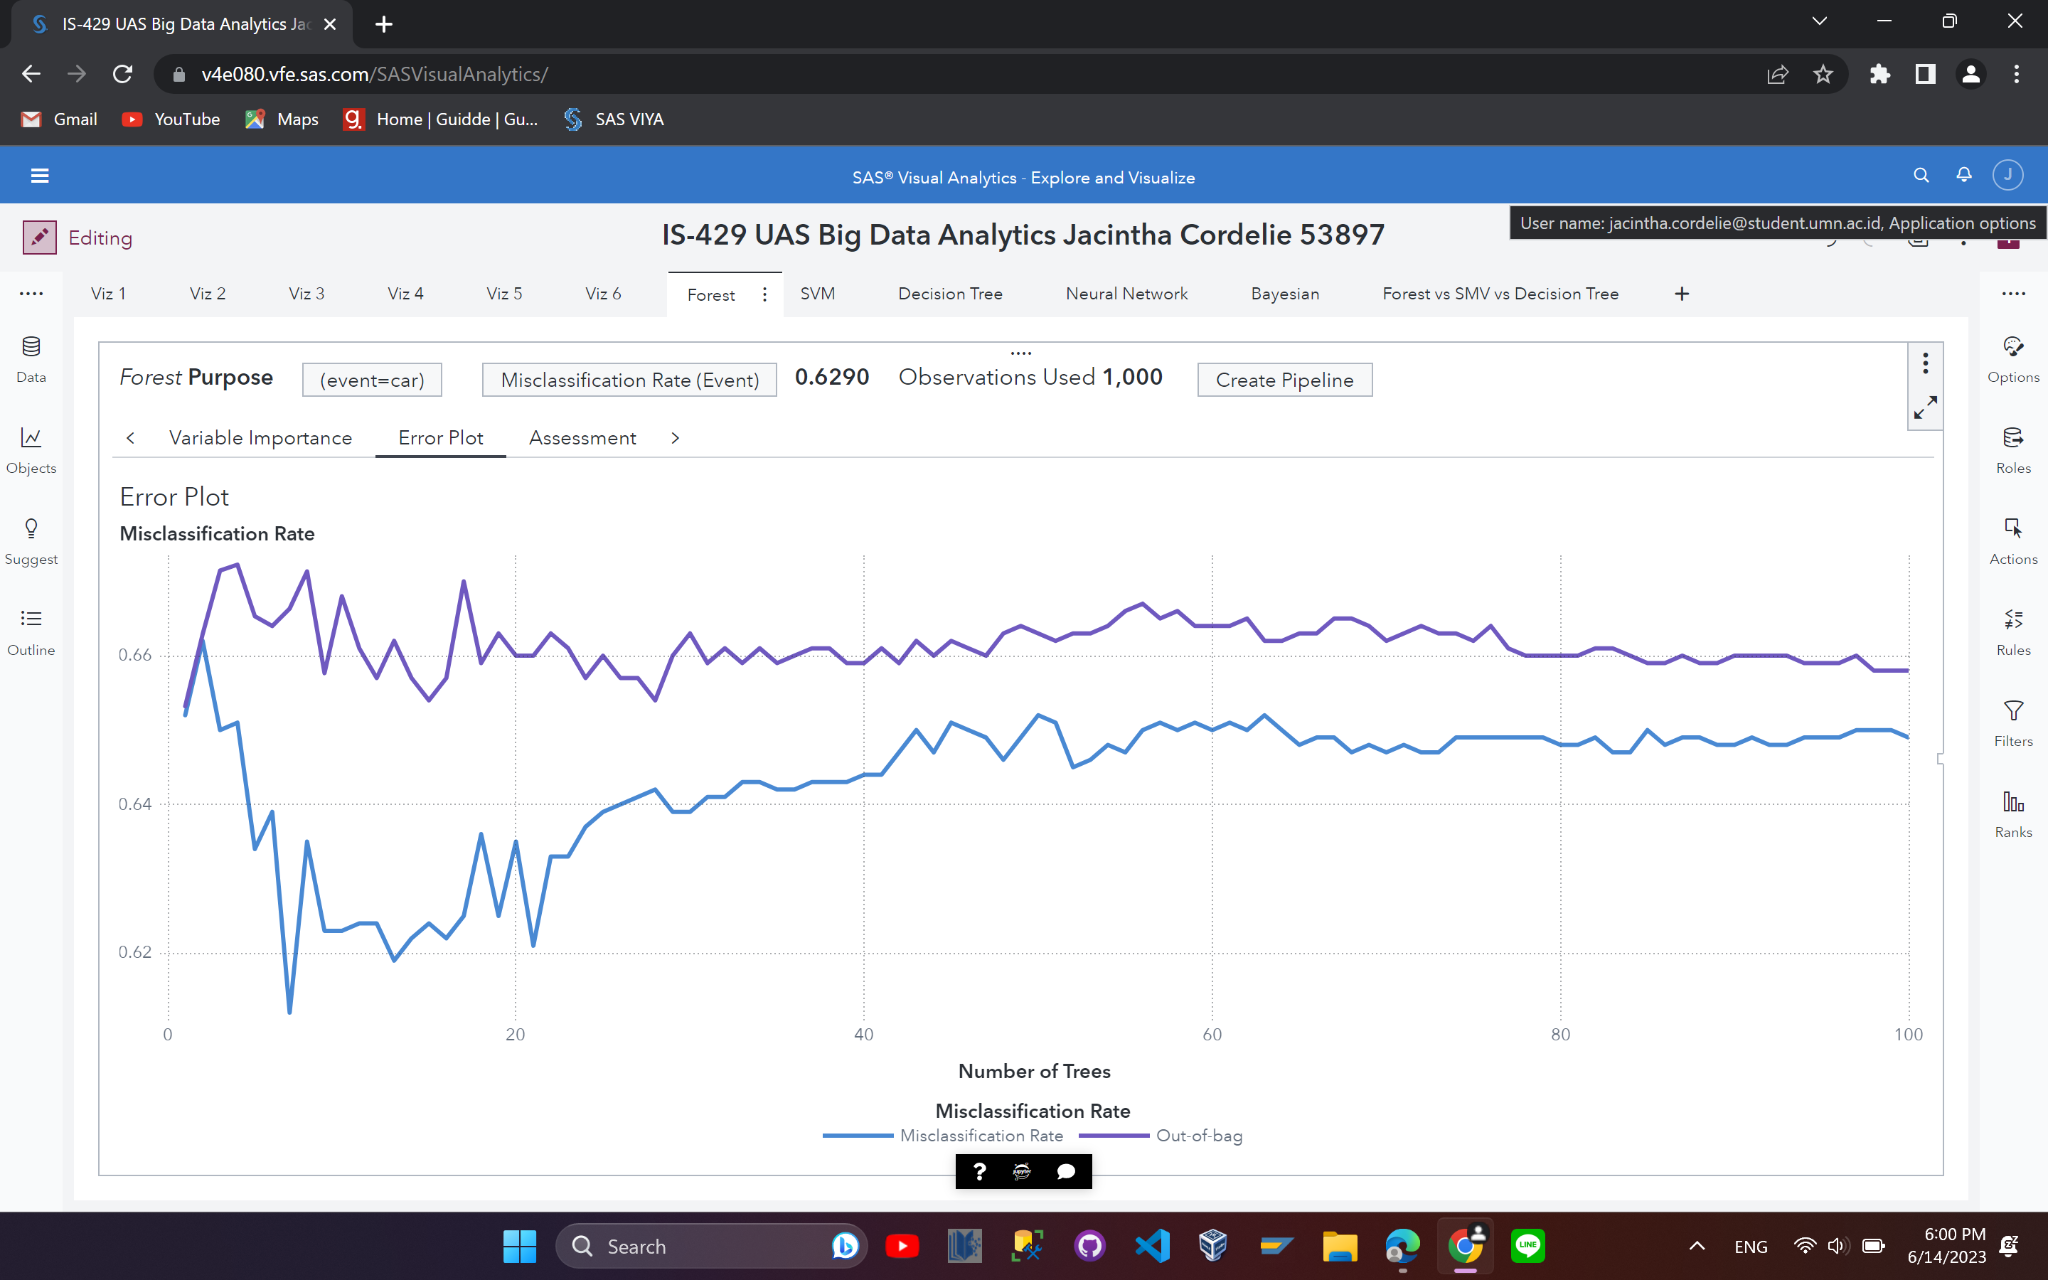 IS-429 UAS Big Data Analytics Jac
v4e080.vfe.sas.com/SASVisualAnalytics/
Gmail YouTube Maps Home | Guidde | Gu... SAS VIYA
SAS® Visual Analytics - Explore and Visualize
J
Editing
IS-429 UAS Big Data Analytics Jacintha Cordelie 53897
User name: jacintha.cordelie@student.umn.ac.id, Application options
Viz 1 Viz 2 Viz 3 Viz 4 Viz 5 Viz 6 Forest SVM Decision Tree Neural Network Bayesian Forest vs SMV vs Decision Tree +
Data
Objects
Suggest
Outline
Forest Purpose (event=car) Misclassification Rate (Event) 0.6290 Observations Used 1,000 Create Pipeline
< Variable Importance Error Plot Assessment >
Error Plot
Misclassification Rate
0.66
0.64
0.62
0 20 40 60 80 100
Number of Trees
Misclassification Rate
Misclassification Rate Out-of-bag
?
Options
Roles
Actions
Rules
Filters
Ranks
Search
LINE
ENG
6:00 PM
6/14/2023